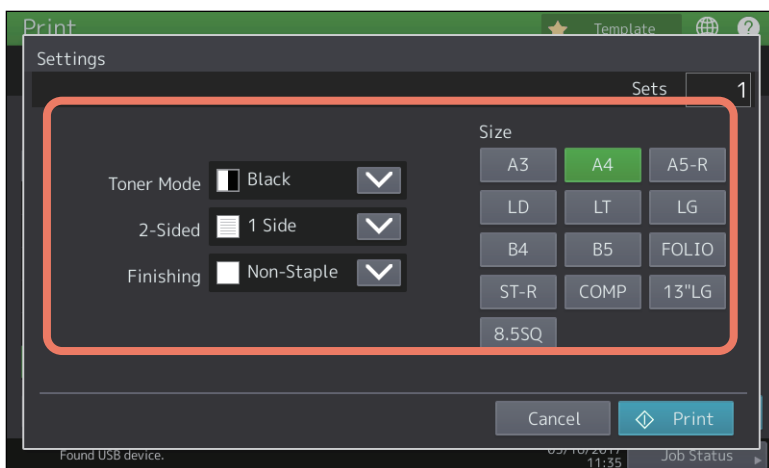 Print
Template
?
Settings
Sets 1
Size
A3 A4 A5-R
Toner Mode Black
LD LT LG
2-Sided 1 Side
B4 B5 FOLIO
Finishing Non-Staple
ST-R COMP 13"LG
8.5SQ
Cancel Print
Found USB device.
11:35
Job Status